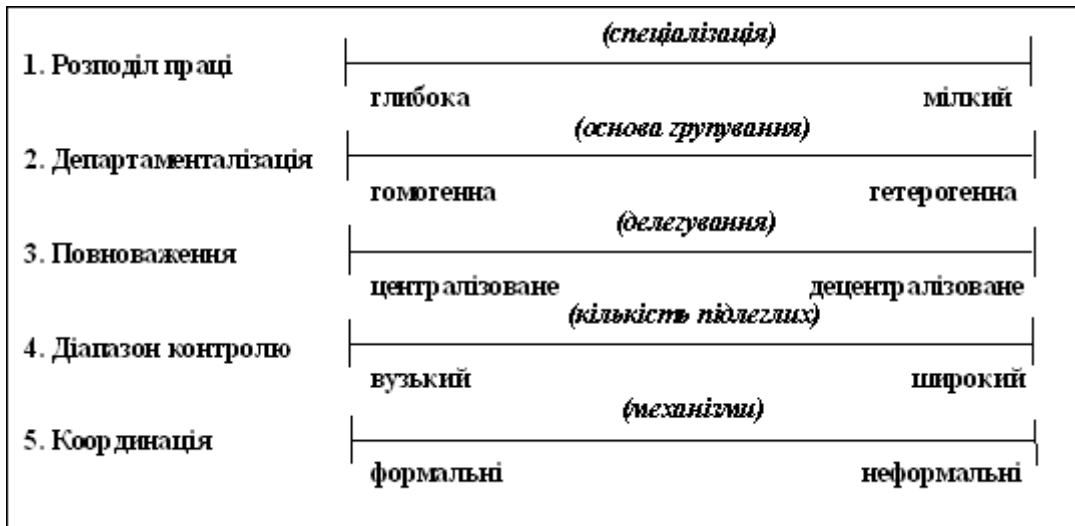 (спеціалізація)
1. Розподіл праці
глибока мілкий
(основа групування)
2. Департаменталізація
гомогенна гетерогенна
(делегування)
3. Повноваження
централізоване децентралізоване
(кількість підлеглих)
4. Діапазон контролю
вузький широкий
(механізми)
5. Координація
формальні неформальні